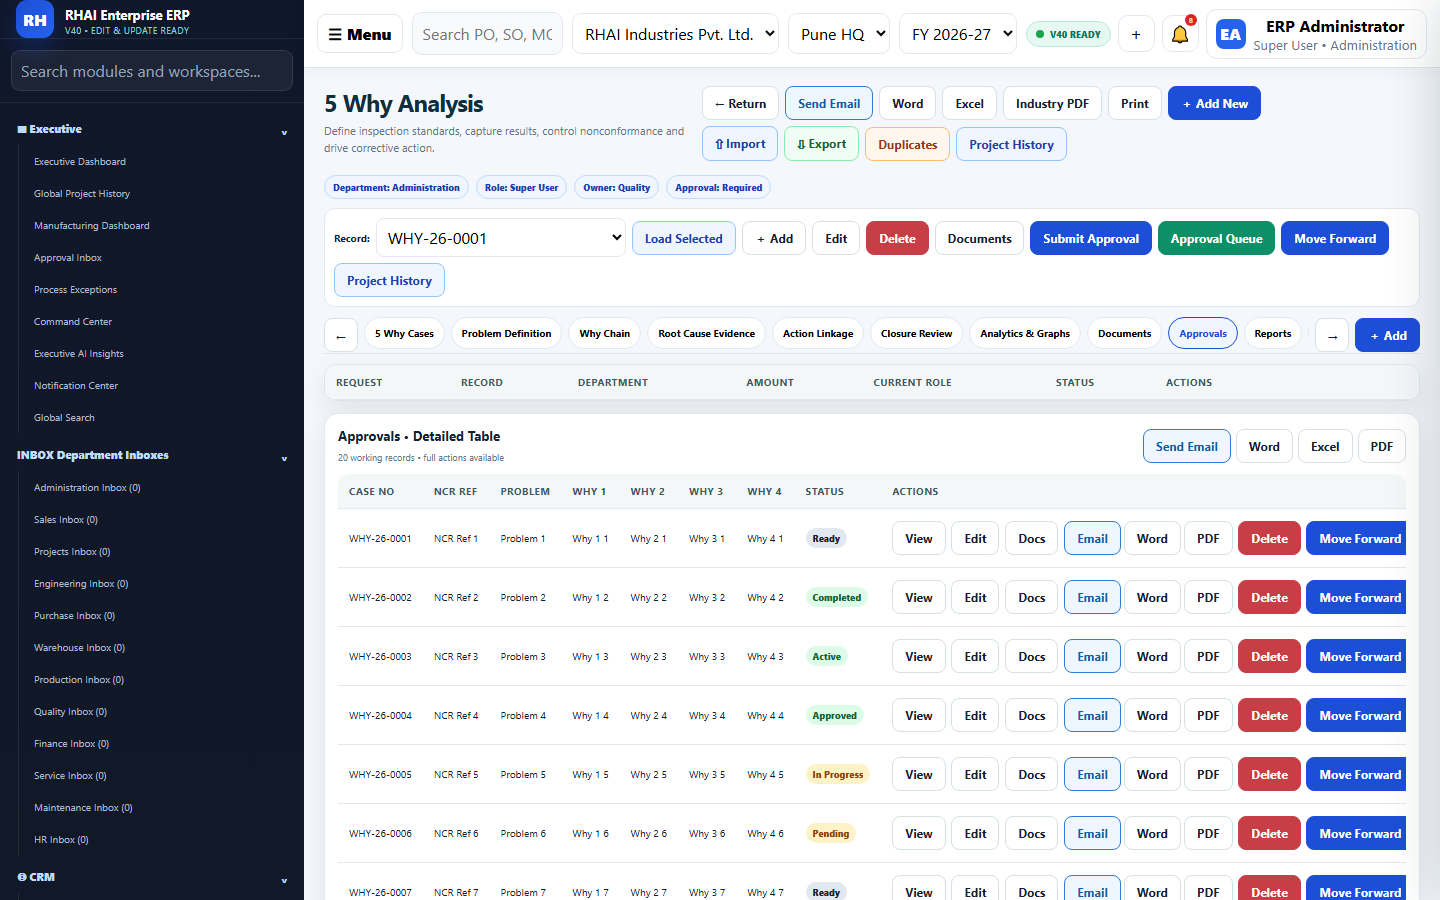 RH
RHAI Enterprise ERP
V40 • EDIT & UPDATE READY
Search modules and workspaces...
Executive
Executive Dashboard
Global Project History
Manufacturing Dashboard
Approval Inbox
Process Exceptions
Command Center
Executive AI Insights
Notification Center
Global Search
INBOX Department Inboxes
Administration Inbox (0)
Sales Inbox (0)
Projects Inbox (0)
Engineering Inbox (0)
Purchase Inbox (0)
Warehouse Inbox (0)
Production Inbox (0)
Quality Inbox (0)
Finance Inbox (0)
Service Inbox (0)
Maintenance Inbox (0)
HR Inbox (0)
CRM
☰ Menu
Search PO, SO, MC
RHAI Industries Pvt. Ltd.
Pune HQ
FY 2026-27
V40 READY
+
8
EA
ERP Administrator
Super User • Administration
5 Why Analysis
Define inspection standards, capture results, control nonconformance and
drive corrective action.
← Return
Send Email
Word
Excel
Industry PDF
Print
+ Add New
⇧ Import
⇩ Export
Duplicates
Project History
Department: Administration
Role: Super User
Owner: Quality
Approval: Required
Record:
WHY-26-0001
Load Selected
+ Add
Edit
Delete
Documents
Submit Approval
Approval Queue
Move Forward
Project History
←
5 Why Cases
Problem Definition
Why Chain
Root Cause Evidence
Action Linkage
Closure Review
Analytics & Graphs
Documents
Approvals
Reports
→
+ Add
REQUEST RECORD DEPARTMENT AMOUNT CURRENT ROLE STATUS ACTIONS
Approvals • Detailed Table
20 working records • full actions available
Send Email
Word
Excel
PDF
CASE NO NCR REF PROBLEM WHY 1 WHY 2 WHY 3 WHY 4 STATUS ACTIONS
WHY-26-0001 NCR Ref 1 Problem 1 Why 1 1 Why 2 1 Why 3 1 Why 4 1 Ready View Edit Docs Email Word PDF Delete Move Forward
WHY-26-0002 NCR Ref 2 Problem 2 Why 1 2 Why 2 2 Why 3 2 Why 4 2 Completed View Edit Docs Email Word PDF Delete Move Forward
WHY-26-0003 NCR Ref 3 Problem 3 Why 1 3 Why 2 3 Why 3 3 Why 4 3 Active View Edit Docs Email Word PDF Delete Move Forward
WHY-26-0004 NCR Ref 4 Problem 4 Why 1 4 Why 2 4 Why 3 4 Why 4 4 Approved View Edit Docs Email Word PDF Delete Move Forward
WHY-26-0005 NCR Ref 5 Problem 5 Why 1 5 Why 2 5 Why 3 5 Why 4 5 In Progress View Edit Docs Email Word PDF Delete Move Forward
WHY-26-0006 NCR Ref 6 Problem 6 Why 1 6 Why 2 6 Why 3 6 Why 4 6 Pending View Edit Docs Email Word PDF Delete Move Forward
WHY-26-0007 NCR Ref 7 Problem 7 Why 1 7 Why 2 7 Why 3 7 Why 4 7 Ready View Edit Docs Email Word PDF Delete Move Forward